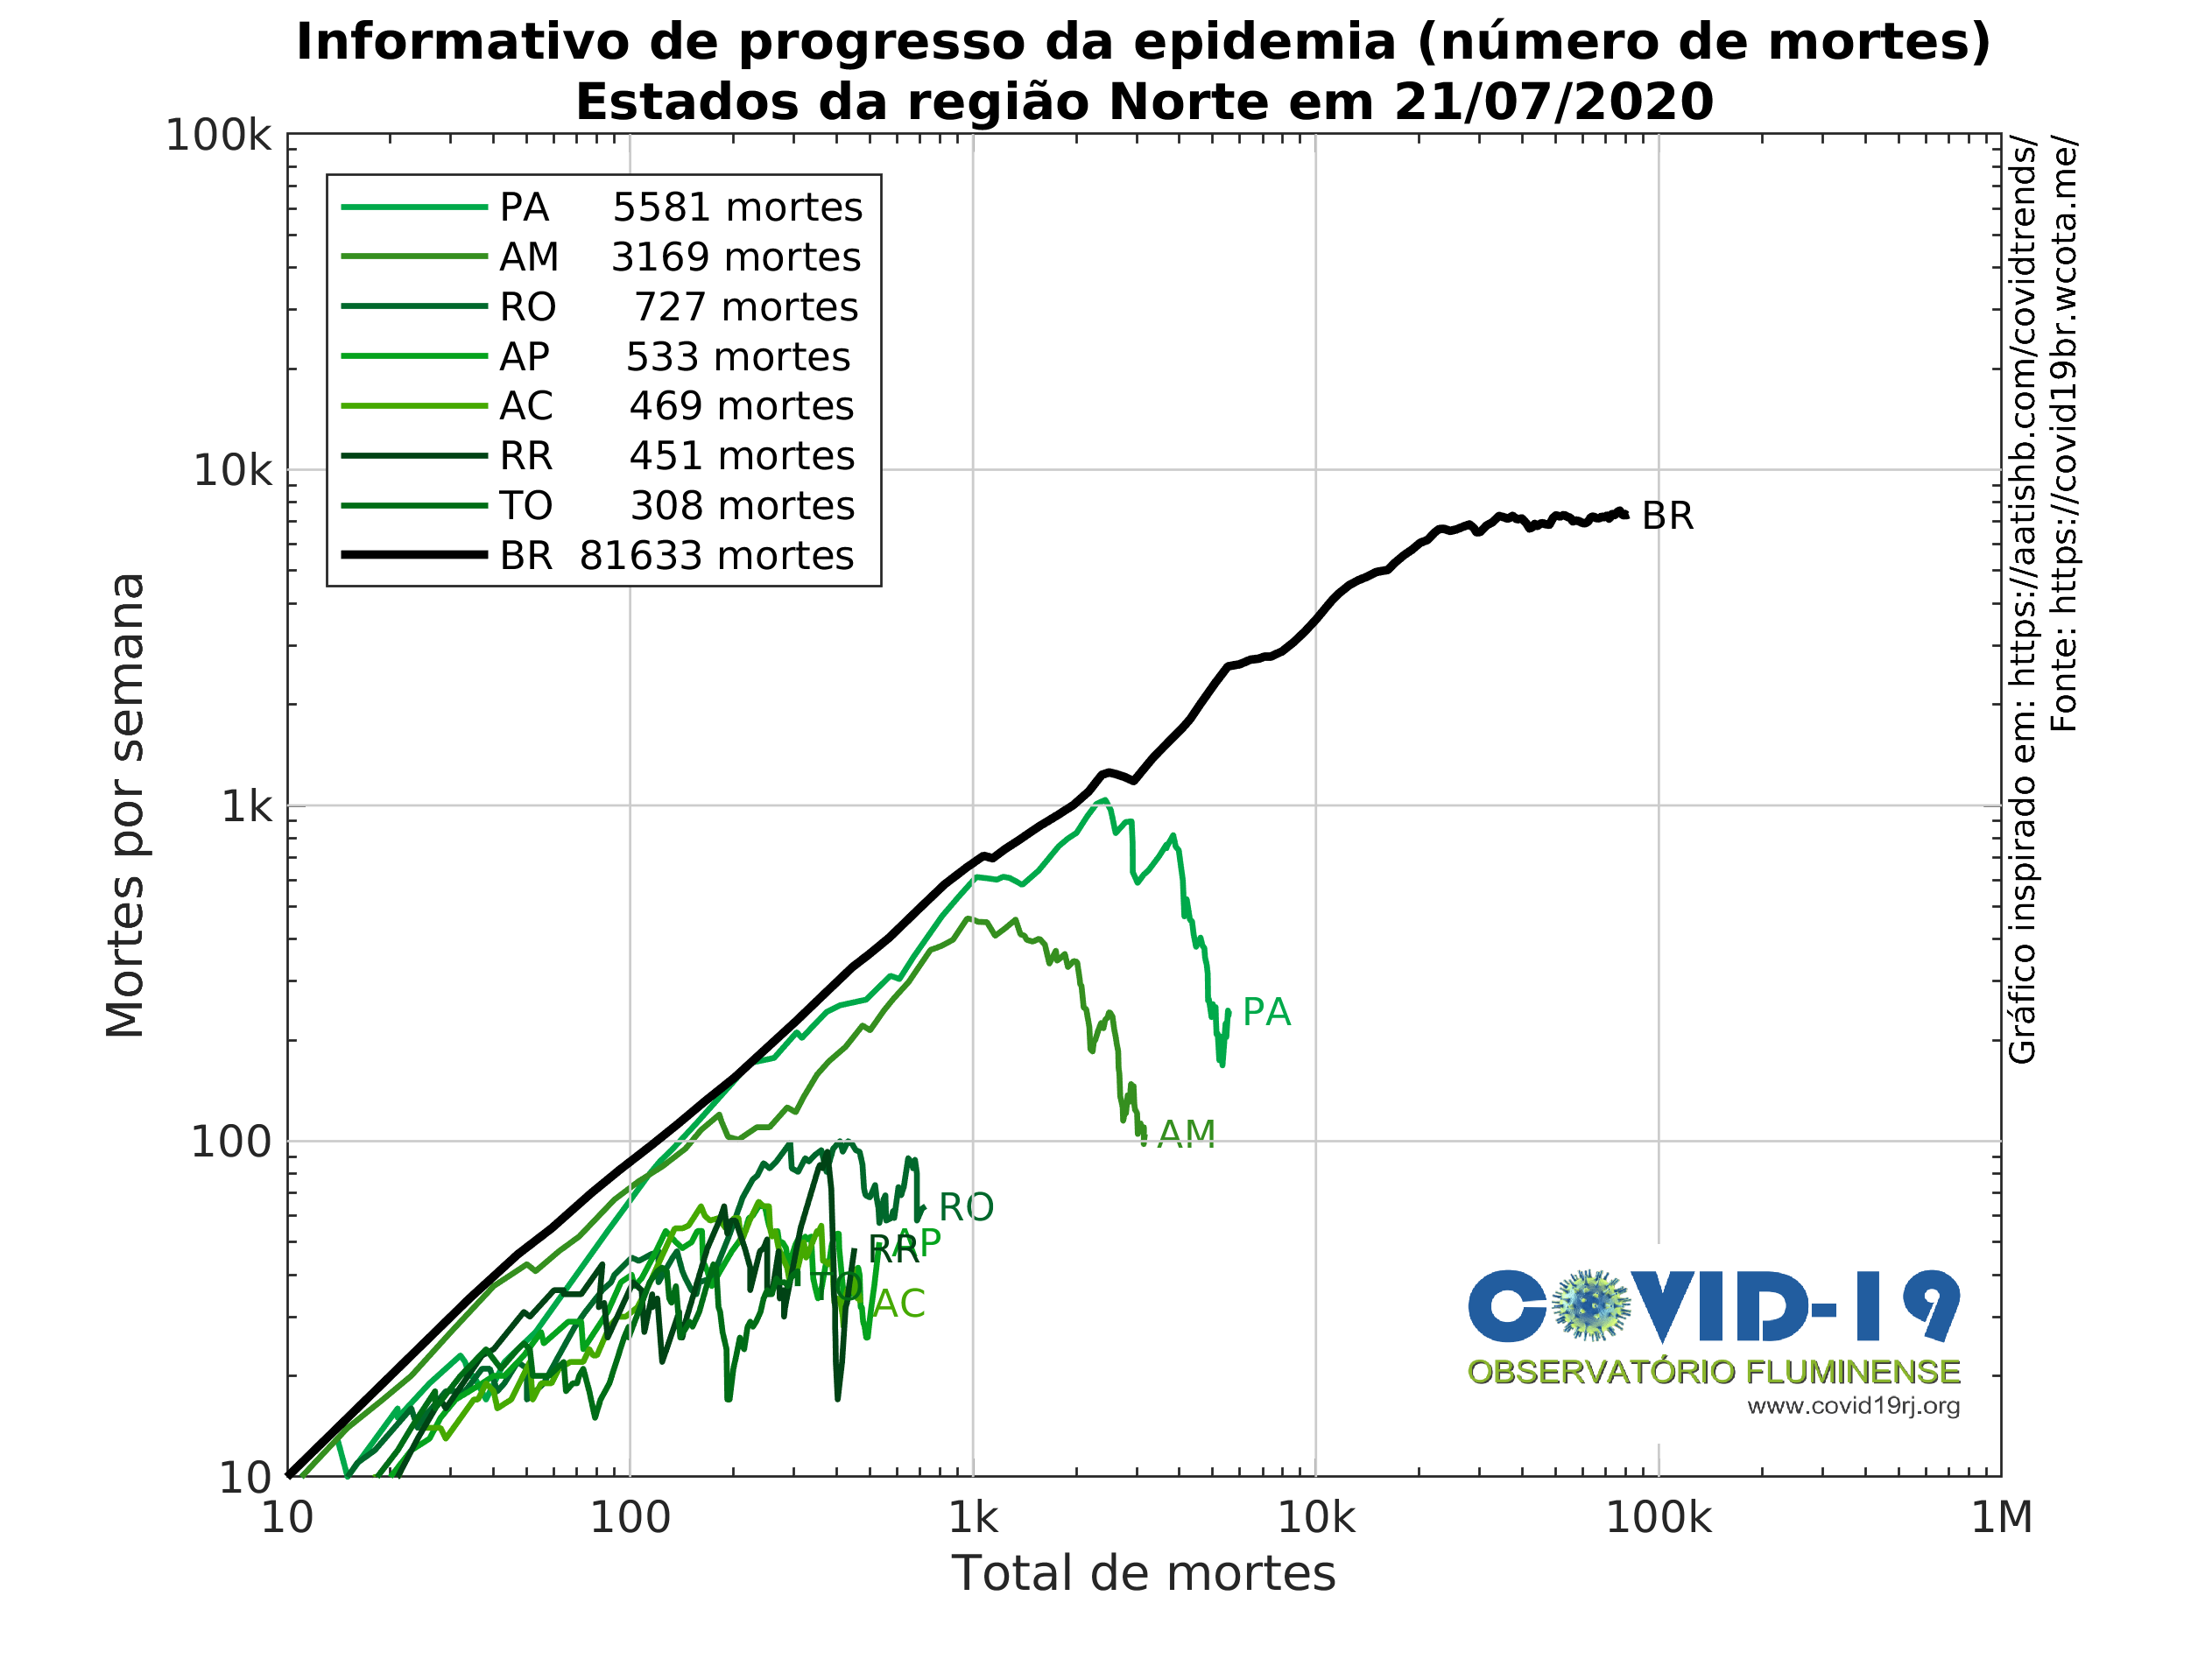 Informativo de progresso da epidemia (número de mortes)
Estados da região Norte em 21/07/2020
100k
10k
1k
100
10
Mortes por semana
PA 5581 mortes
AM 3169 mortes
RO 727 mortes
AP 533 mortes
AC 469 mortes
RR 451 mortes
TO 308 mortes
BR 81633 mortes
BR
PA
AM
RO
AP
RR
TO
AC
Gráfico inspirado em: https://aatishb.com/covidtrends/
Fonte: https://covid19br.wcota.me/
COVID-19
OBSERVATÓRIO FLUMINENSE
www.covid19rj.org
10 100 1k 10k 100k 1M
Total de mortes